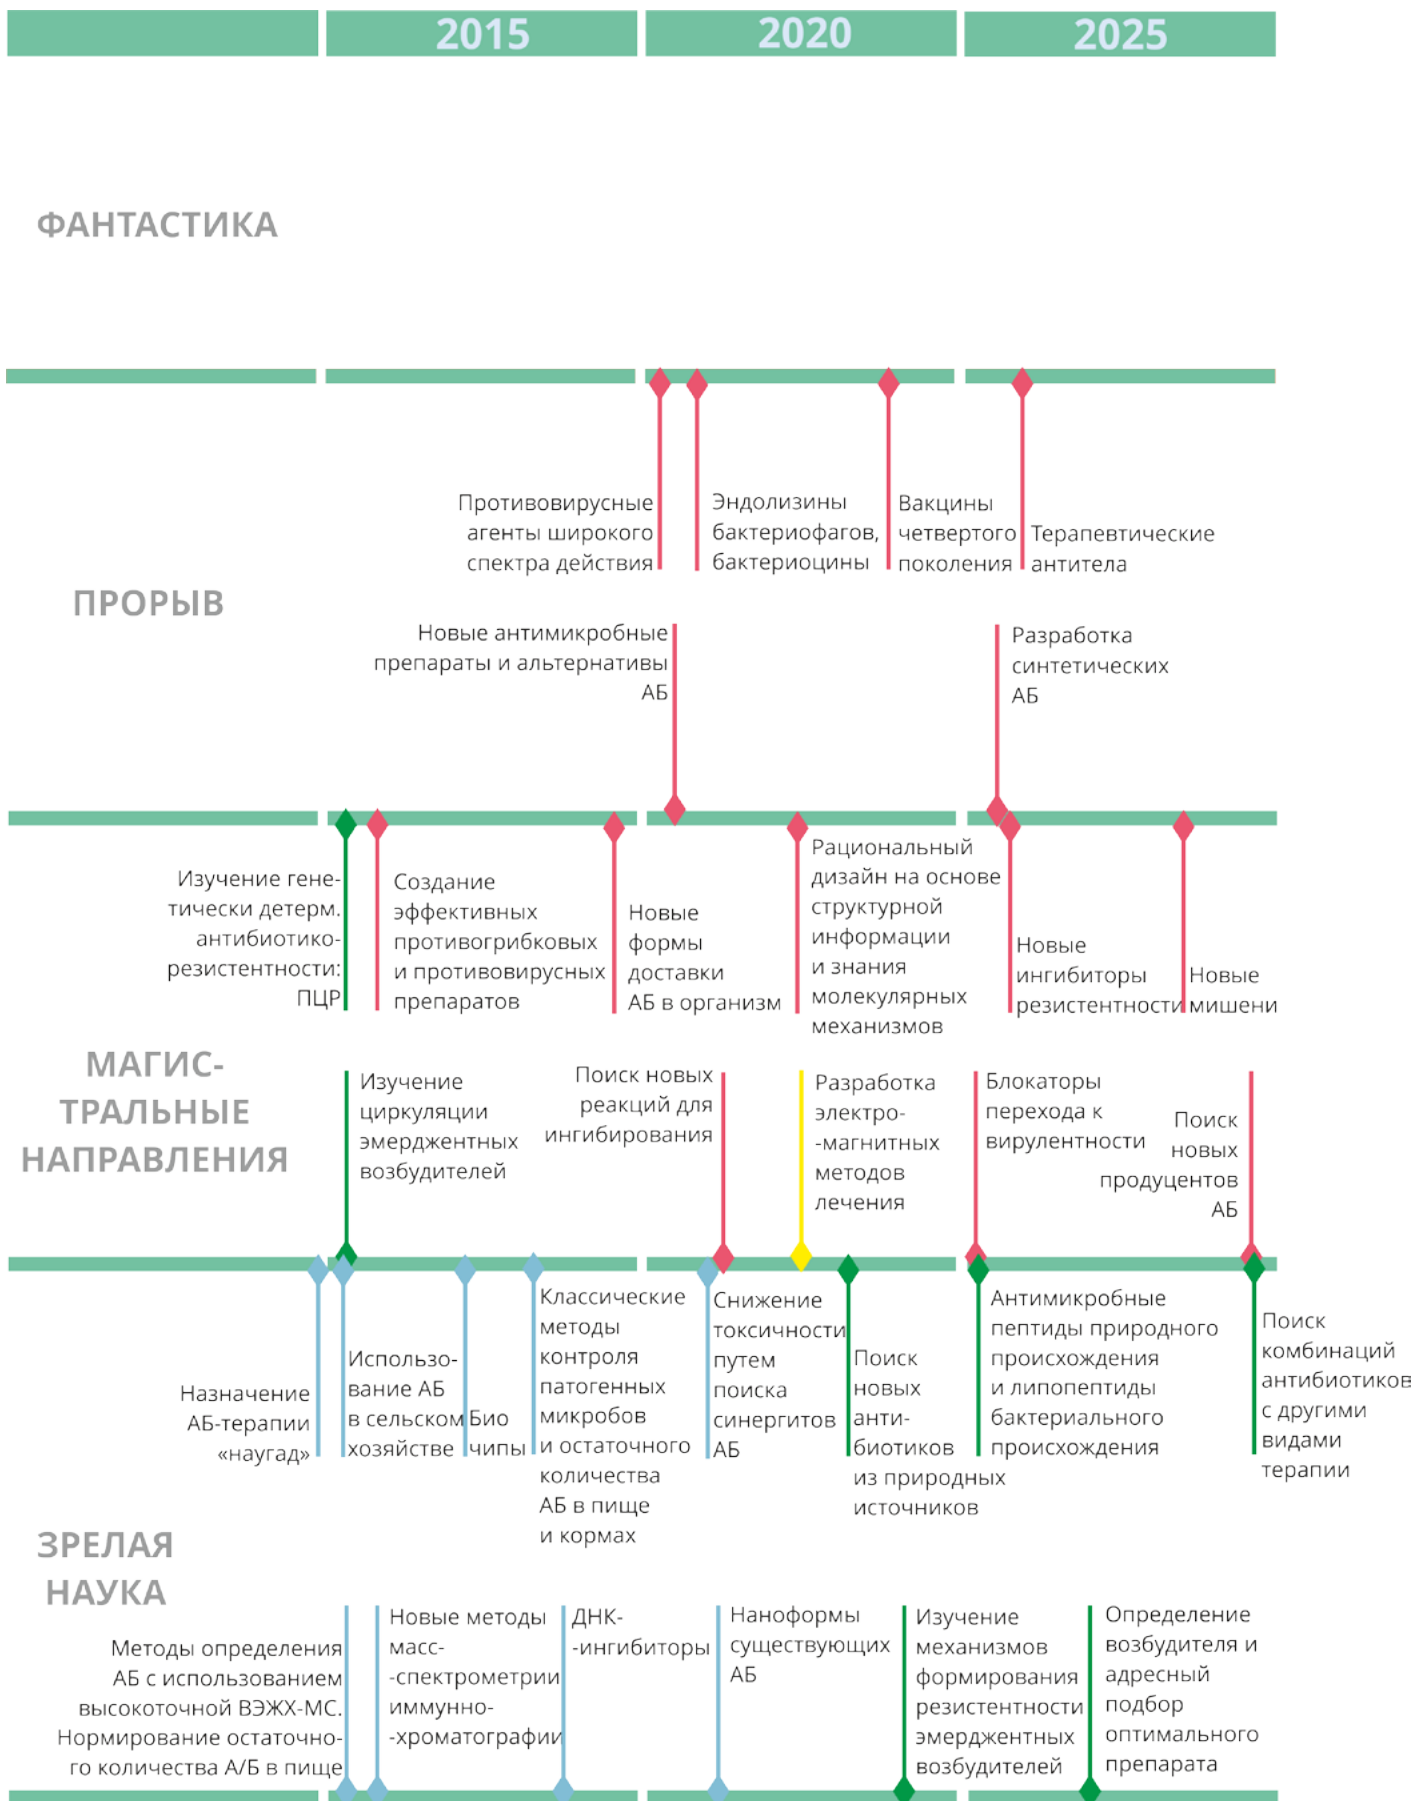 2015
2020
2025
ФАНТАСТИКА
Противовирусные
агенты широкого
спектра действия
Эндолизины
бактериофагов,
бактериоцины
Вакцины
четвертого
поколения
Терапевтические
антитела
ПРОРЫВ
Новые антимикробные
препараты и альтернативы
АБ
Разработка
синтетических
АБ
Изучение гене-
тически детерм.
антибиотико-
резистентности:
ПЦР
Создание
эффективных
противогрибковых
и противовирусных
препаратов
Новые
формы
доставки
АБ в организм
Рациональный
дизайн на основе
структурной
информации
и знания
молекулярных
механизмов
Новые
ингибиторы
резистентности
Новые
мишени
МАГИС-
ТРАЛЬНЫЕ
НАПРАВЛЕНИЯ
Изучение
циркуляции
эмерджентных
возбудителей
Поиск новых
реакций для
ингибирования
Разработка
электро-
-магнитных
методов
лечения
Блокаторы
перехода к
вирулентности
Поиск
новых
продуцентов
АБ
Назначение
АБ-терапии
«наугад»
Использо-
вание АБ
в сельском
хозяйстве
Био
чипы
Классические
методы
контроля
патогенных
микробов
и остаточного
количества
АБ в пище
и кормах
Снижение
токсичности
путем
поиска
синергитов
АБ
Поиск
новых
анти-
биотиков
из природных
источников
Антимикробные
пептиды природного
происхождения
и липопептиды
бактериального
происхождения
Поиск
комбинаций
антибиотиков
с другими
видами
терапии
ЗРЕЛАЯ
НАУКА
Методы определения
АБ с использованием
высокоточной ВЭЖХ-МС.
Нормирование остаточно-
го количества А/Б в пище
Новые методы
масс-
-спектрометрии
иммунно-
-хроматографии
ДНК-
-ингибиторы
Наноформы
существующих
АБ
Изучение
механизмов
формирования
резистентности
эмерджентных
возбудителей
Определение
возбудителя и
адресный
подбор
оптимального
препарата